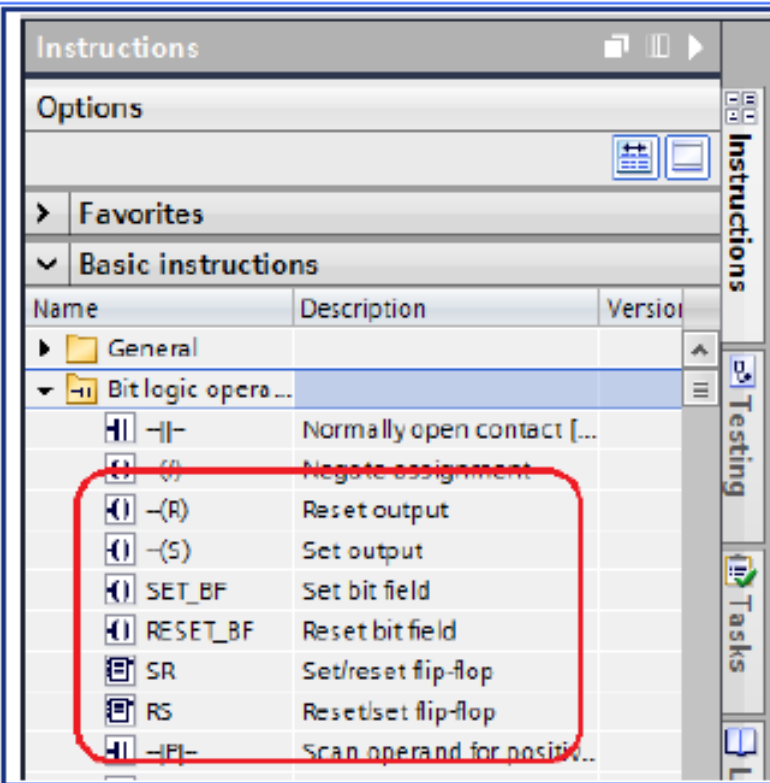 Instructions
Options
Favorites
Basic instructions
Name Description Version
General
Bit logic opera...
-||- Normally open contact [...
-(/)- Negate assignment
-(R) Reset output
-(S) Set output
SET_BF Set bit field
RESET_BF Reset bit field
SR Set/reset flip-flop
RS Reset/set flip-flop
-|P|- Scan operand for positiv...
Instructions
Testing
Tasks
L